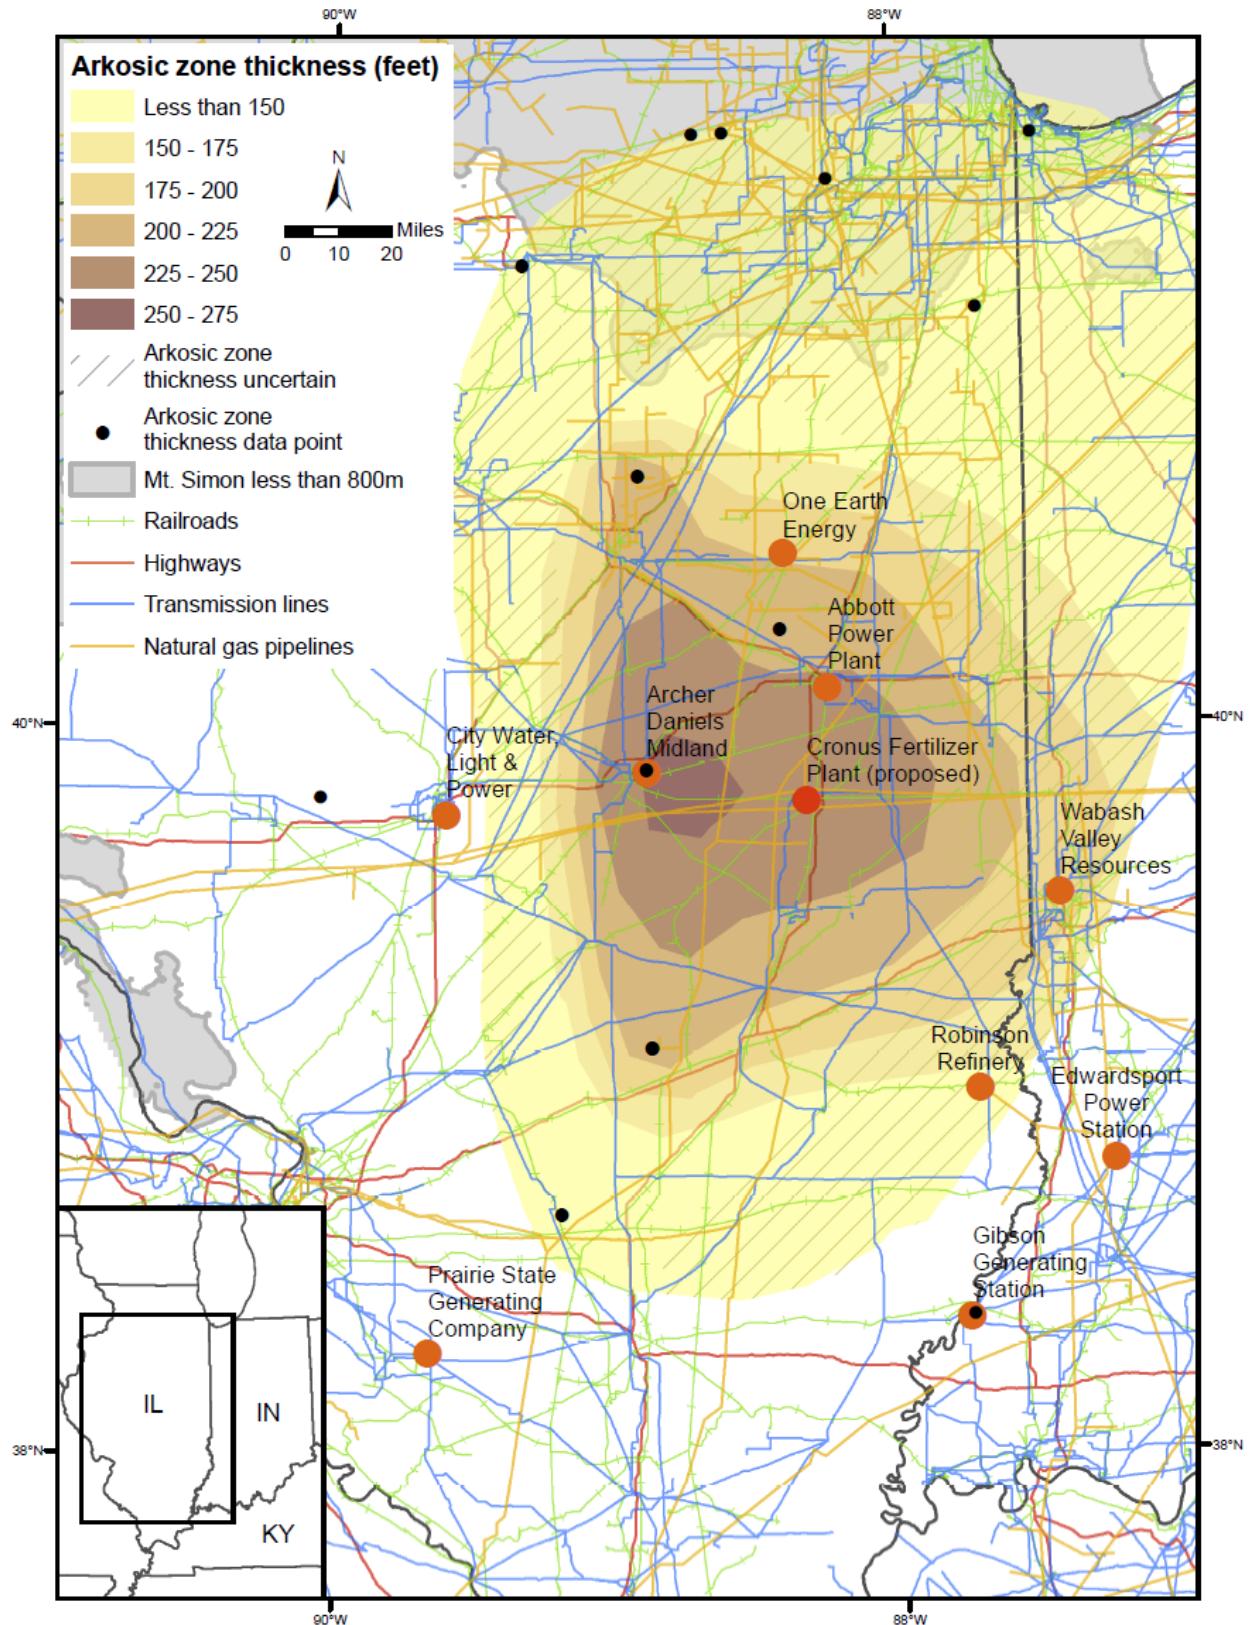 90°W
88°W
Arkosic zone thickness (feet)
Less than 150
150 - 175
175 - 200
200 - 225
225 - 250
250 - 275
N
Miles
0
10
20
Arkosic zone
thickness uncertain
Arkosic zone
thickness data point
Mt. Simon less than 800m
Railroads
Highways
Transmission lines
Natural gas pipelines
One Earth
Energy
Abbott
Power
Plant
Archer
Daniels
Midland
40°N
40°N
City Water,
Light &
Power
Cronus Fertilizer
Plant (proposed)
Wabash
Valley
Resources
Robinson
Refinery
Edwardsport
Power
Station
Gibson
Generating
Station
Prairie State
Generating
Company
IL
IN
KY
38°N
38°N
90°W
88°W